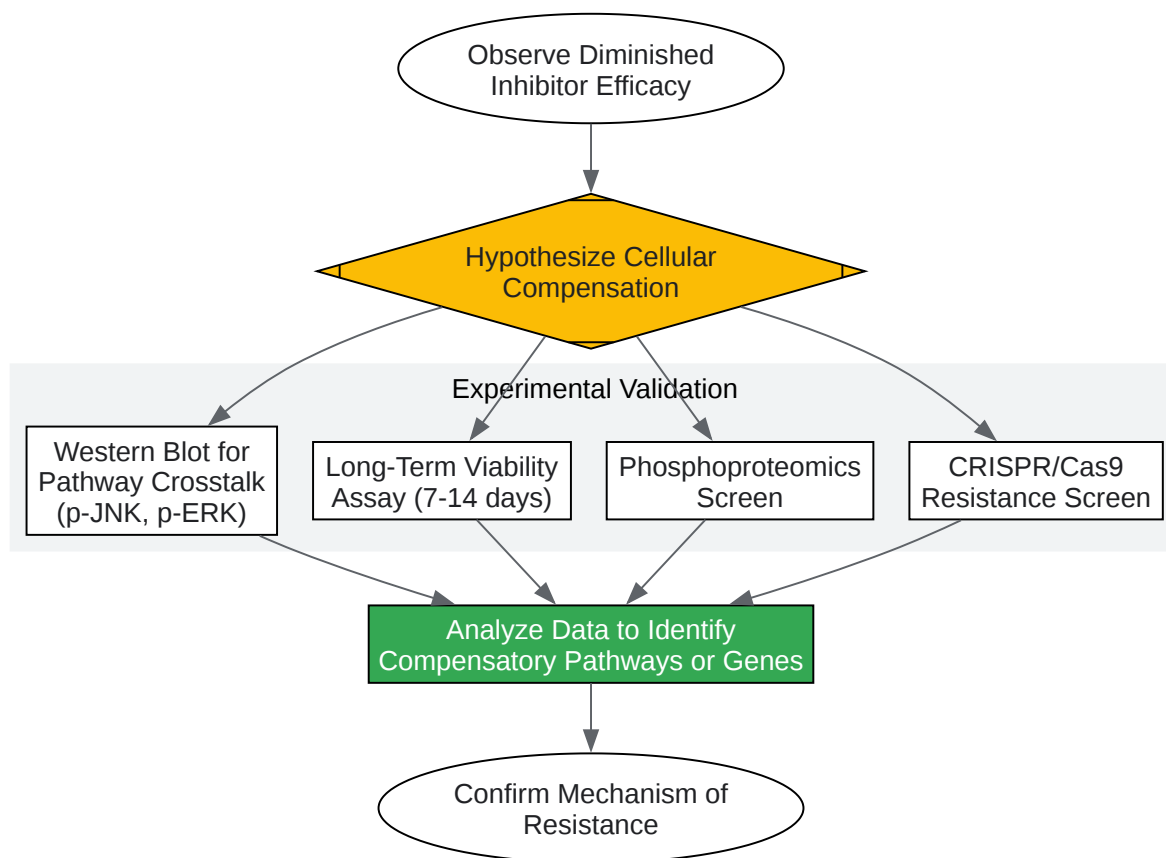 Observe Diminished
Inhibitor Efficacy
Hypothesize Cellular
Compensation
Experimental Validation
Western Blot for
Pathway Crosstalk
(p-JNK, p-ERK)
Long-Term Viability
Assay (7-14 days)
Phosphoproteomics
Screen
CRISPR/Cas9
Resistance Screen
Analyze Data to Identify
Compensatory Pathways or Genes
Confirm Mechanism of
Resistance